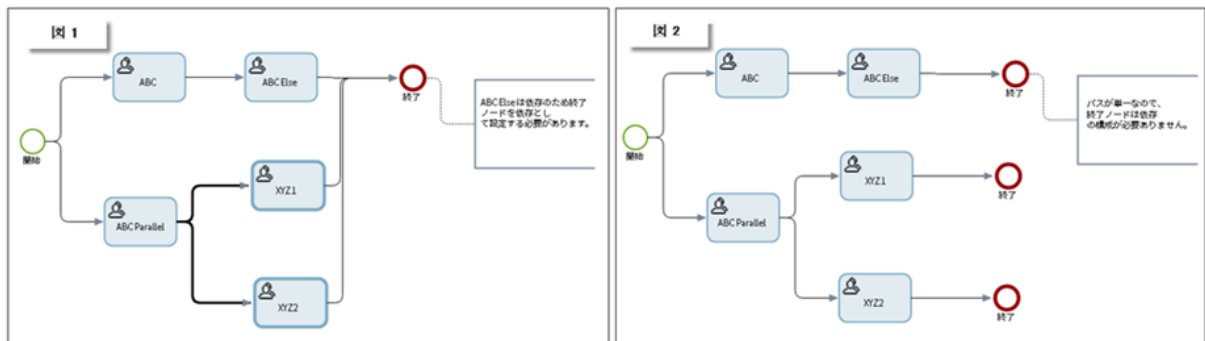 図 1
ABC
ABC Else
終了
ABC Elseは依存のため終了
ノードを依存とし
て設定する必要があります。
開始
XYZ1
ABC Parallel
XYZ2
図 2
ABC
ABC Else
終了
パスが単一なので、
終了ノードは依存
の構成が必要ありません。
開始
XYZ1
終了
ABC Parallel
XYZ2
終了